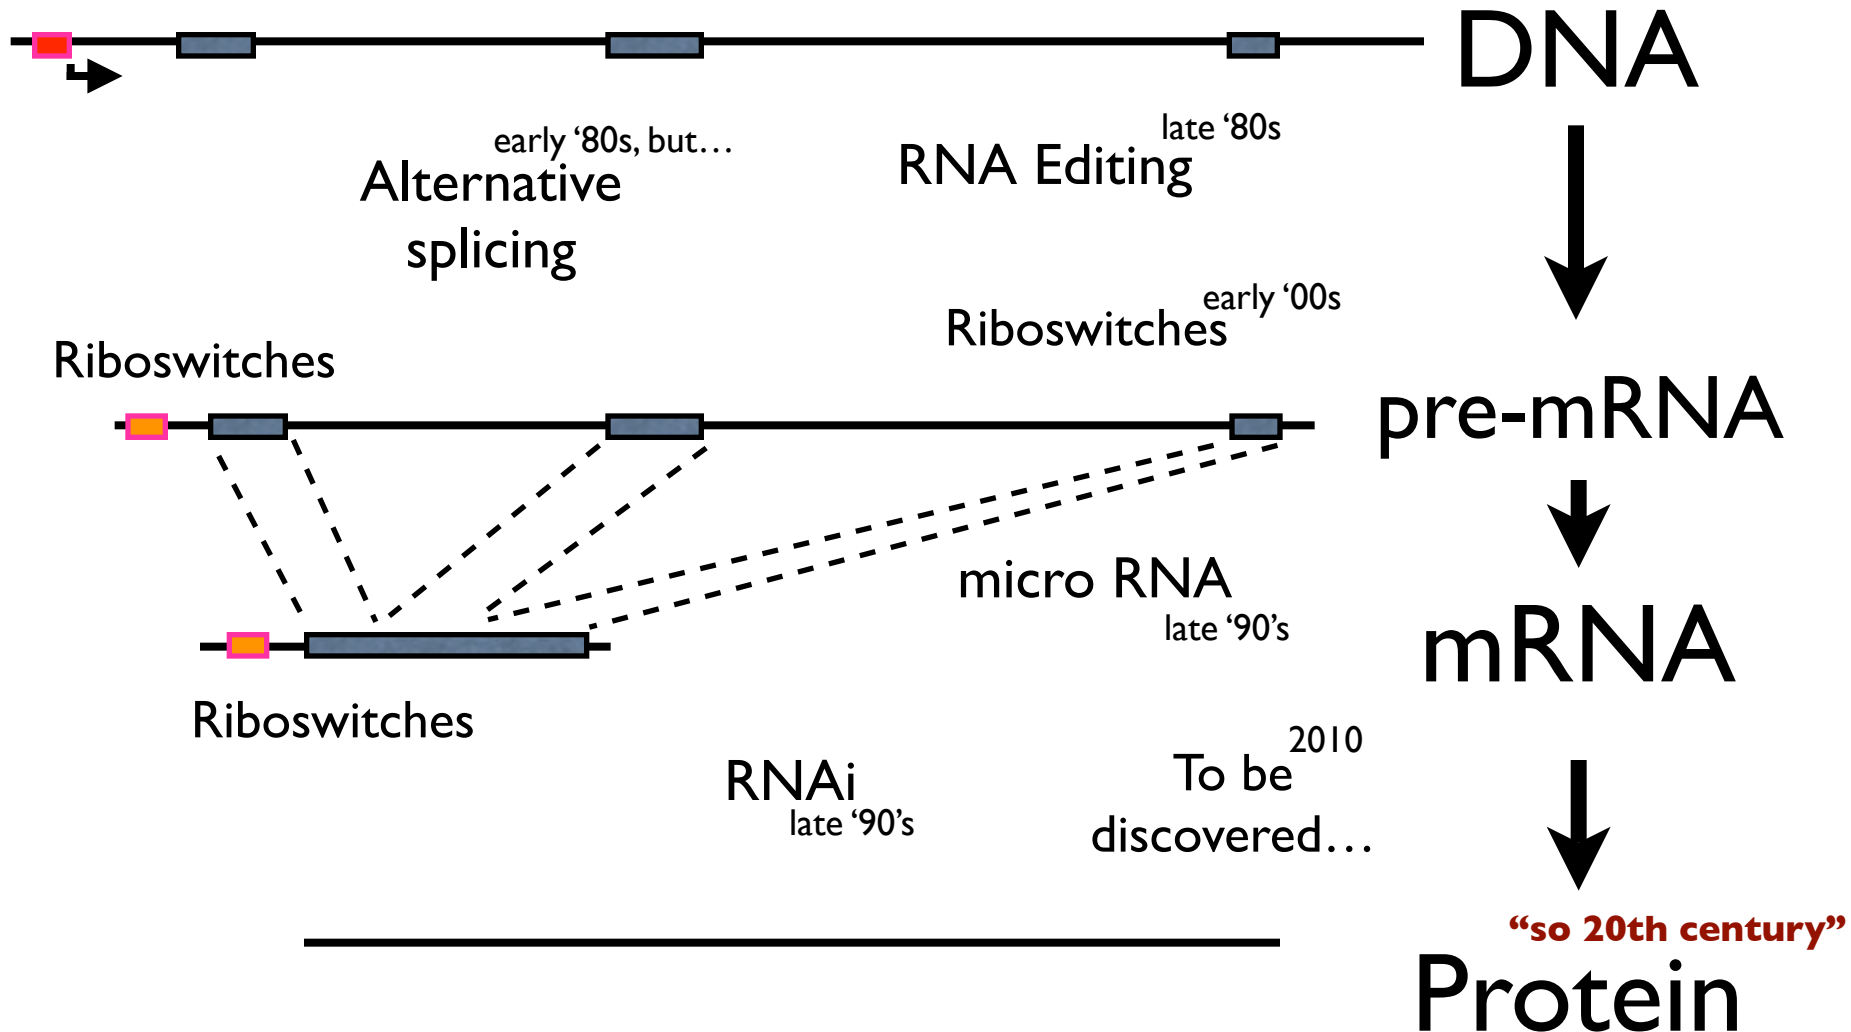 DNA
early ‘80s, but…
late ‘80s
Alternative
splicing
RNA Editing
early ‘00s
Riboswitches
Riboswitches
pre-mRNA
micro RNA
late ‘90’s
mRNA
Riboswitches
2010
RNAi
late ‘90’s
To be
discovered…
“so 20th century”
Protein